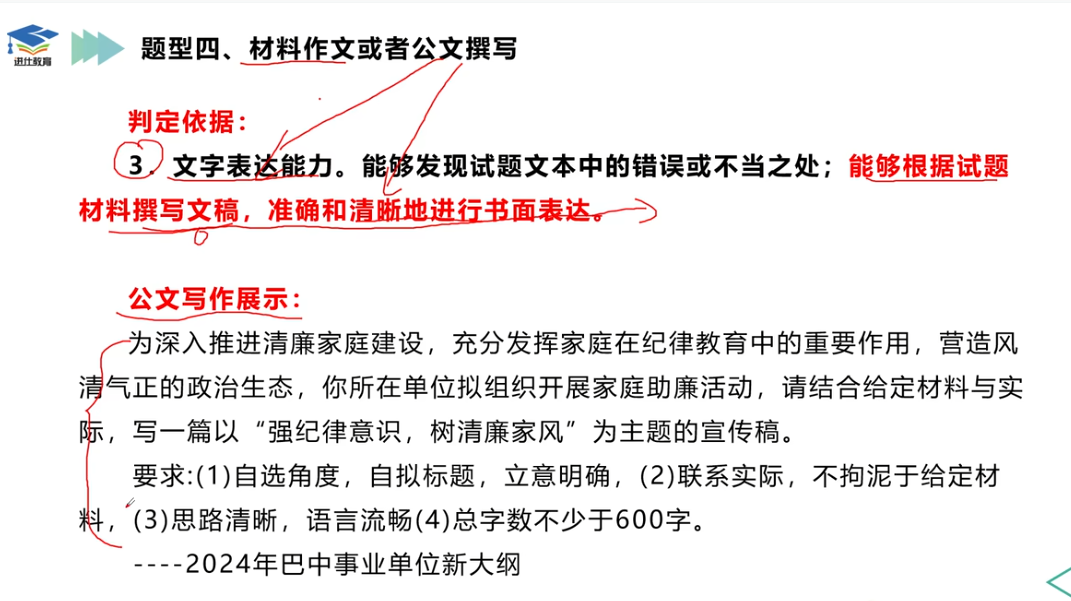 进仕教育
题型四、材料作文或者公文撰写
判定依据：
3. 文字表达能力。能够发现试题文本中的错误或不当之处；能够根据试题
材料撰写文稿，准确和清晰地进行书面表达。
公文写作展示：
为深入推进清廉家庭建设，充分发挥家庭在纪律教育中的重要作用，营造风
清气正的政治生态，你所在单位拟组织开展家庭助廉活动，请结合给定材料与实
际，写一篇以“强纪律意识，树清廉家风”为主题的宣传稿。
要求:(1)自选角度，自拟标题，立意明确，(2)联系实际，不拘泥于给定材
料，(3)思路清晰，语言流畅(4)总字数不少于600字。
----2024年巴中事业单位新大纲